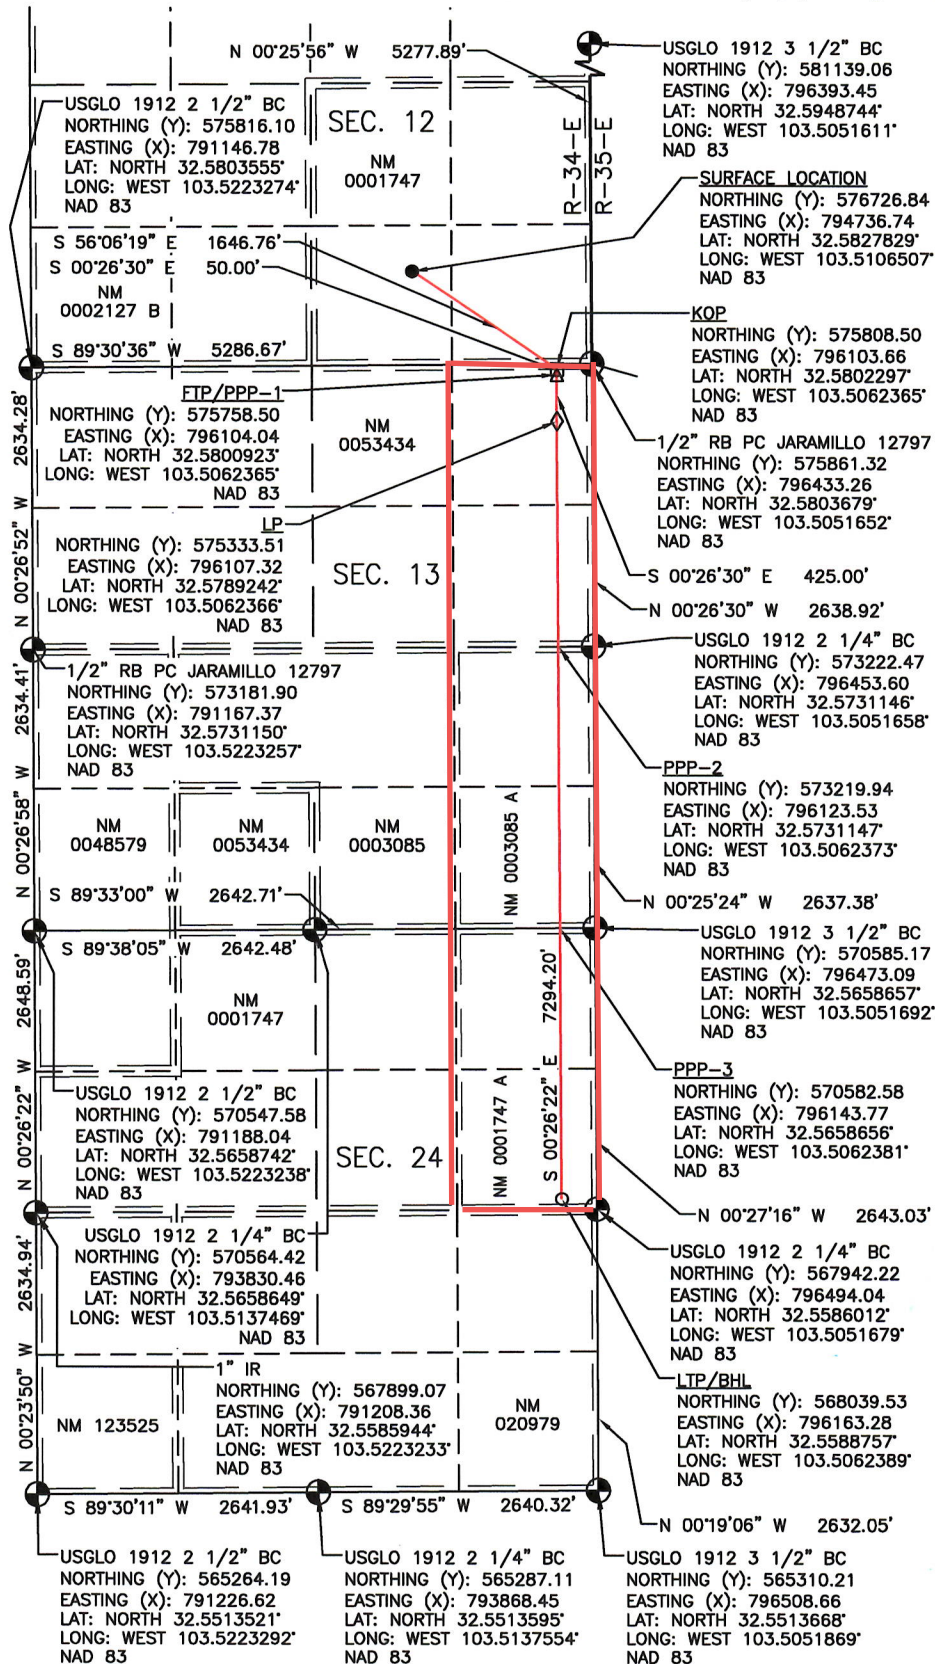 N 00°25'56" W 5277.89'
USGLO 1912 3 1/2" BC
NORTHING (Y): 581139.06
EASTING (X): 796393.45
LAT: NORTH 32.5948744°
LONG: WEST 103.5051611°
NAD 83
USGLO 1912 2 1/2" BC
NORTHING (Y): 575816.10
EASTING (X): 791146.78
LAT: NORTH 32.5803555°
LONG: WEST 103.5223274°
NAD 83
SEC. 12
NM
0001747
R-34-E
R-35-E
SURFACE LOCATION
NORTHING (Y): 576726.84
EASTING (X): 794736.74
LAT: NORTH 32.5827829°
LONG: WEST 103.5106507°
NAD 83
S 56°06'19" E 1646.76'
S 00°26'30" E 50.00'
NM
0002127 B
S 89°30'36" W 5286.67'
KOP
NORTHING (Y): 575808.50
EASTING (X): 796103.66
LAT: NORTH 32.5802297°
LONG: WEST 103.5062365°
NAD 83
FTP/PPP-1
NORTHING (Y): 575758.50
EASTING (X): 796104.04
LAT: NORTH 32.5800923°
LONG: WEST 103.5062365°
NAD 83
NM
0053434
1/2" RB PC JARAMILLO 12797
NORTHING (Y): 575861.32
EASTING (X): 796433.26
LAT: NORTH 32.5803679°
LONG: WEST 103.5051652°
NAD 83
N 00°26'52" W 2634.28'
LP
NORTHING (Y): 575333.51
EASTING (X): 796107.32
LAT: NORTH 32.5789242°
LONG: WEST 103.5062366°
NAD 83
SEC. 13
S 00°26'30" E 425.00'
N 00°26'30" W 2638.92'
USGLO 1912 2 1/4" BC
NORTHING (Y): 573222.47
EASTING (X): 796453.60
LAT: NORTH 32.5731146°
LONG: WEST 103.5051658°
NAD 83
1/2" RB PC JARAMILLO 12797
NORTHING (Y): 573181.90
EASTING (X): 791167.37
LAT: NORTH 32.5731150°
LONG: WEST 103.5223257°
NAD 83
N 00°26'58" W 2634.41'
PPP-2
NORTHING (Y): 573219.94
EASTING (X): 796123.53
LAT: NORTH 32.5731147°
LONG: WEST 103.5062373°
NAD 83
NM
0048579
NM
0053434
NM
0003085
NM 0003085 A
S 89°33'00" W 2642.71'
S 89°38'05" W 2642.48'
N 00°25'24" W 2637.38'
USGLO 1912 3 1/2" BC
NORTHING (Y): 570585.17
EASTING (X): 796473.09
LAT: NORTH 32.5658657°
LONG: WEST 103.5051692°
NAD 83
NM
0001747
N 00°26'22" W 2648.59'
S 00°26'22" E 7294.20'
NM 0001747 A
PPP-3
NORTHING (Y): 570582.58
EASTING (X): 796143.77
LAT: NORTH 32.5658656°
LONG: WEST 103.5062381°
NAD 83
USGLO 1912 2 1/2" BC
NORTHING (Y): 570547.58
EASTING (X): 791188.04
LAT: NORTH 32.5658742°
LONG: WEST 103.5223238°
NAD 83
SEC. 24
N 00°27'16" W 2643.03'
USGLO 1912 2 1/4" BC
NORTHING (Y): 570564.42
EASTING (X): 793830.46
LAT: NORTH 32.5658649°
LONG: WEST 103.5137469°
NAD 83
USGLO 1912 2 1/4" BC
NORTHING (Y): 567942.22
EASTING (X): 796494.04
LAT: NORTH 32.5586012°
LONG: WEST 103.5051679°
NAD 83
N 00°23'50" W 2634.94'
1" IR
NORTHING (Y): 567899.07
EASTING (X): 791208.36
LAT: NORTH 32.5585944°
LONG: WEST 103.5223233°
NAD 83
NM 123525
NM
020979
LTP/BHL
NORTHING (Y): 568039.53
EASTING (X): 796163.28
LAT: NORTH 32.5588757°
LONG: WEST 103.5062389°
NAD 83
S 89°30'11" W 2641.93'
S 89°29'55" W 2640.32'
N 00°19'06" W 2632.05'
USGLO 1912 2 1/2" BC
NORTHING (Y): 565264.19
EASTING (X): 791226.62
LAT: NORTH 32.5513521°
LONG: WEST 103.5223292°
NAD 83
USGLO 1912 2 1/4" BC
NORTHING (Y): 565287.11
EASTING (X): 793868.45
LAT: NORTH 32.5513595°
LONG: WEST 103.5137554°
NAD 83
USGLO 1912 3 1/2" BC
NORTHING (Y): 565310.21
EASTING (X): 796508.66
LAT: NORTH 32.5513668°
LONG: WEST 103.5051869°
NAD 83